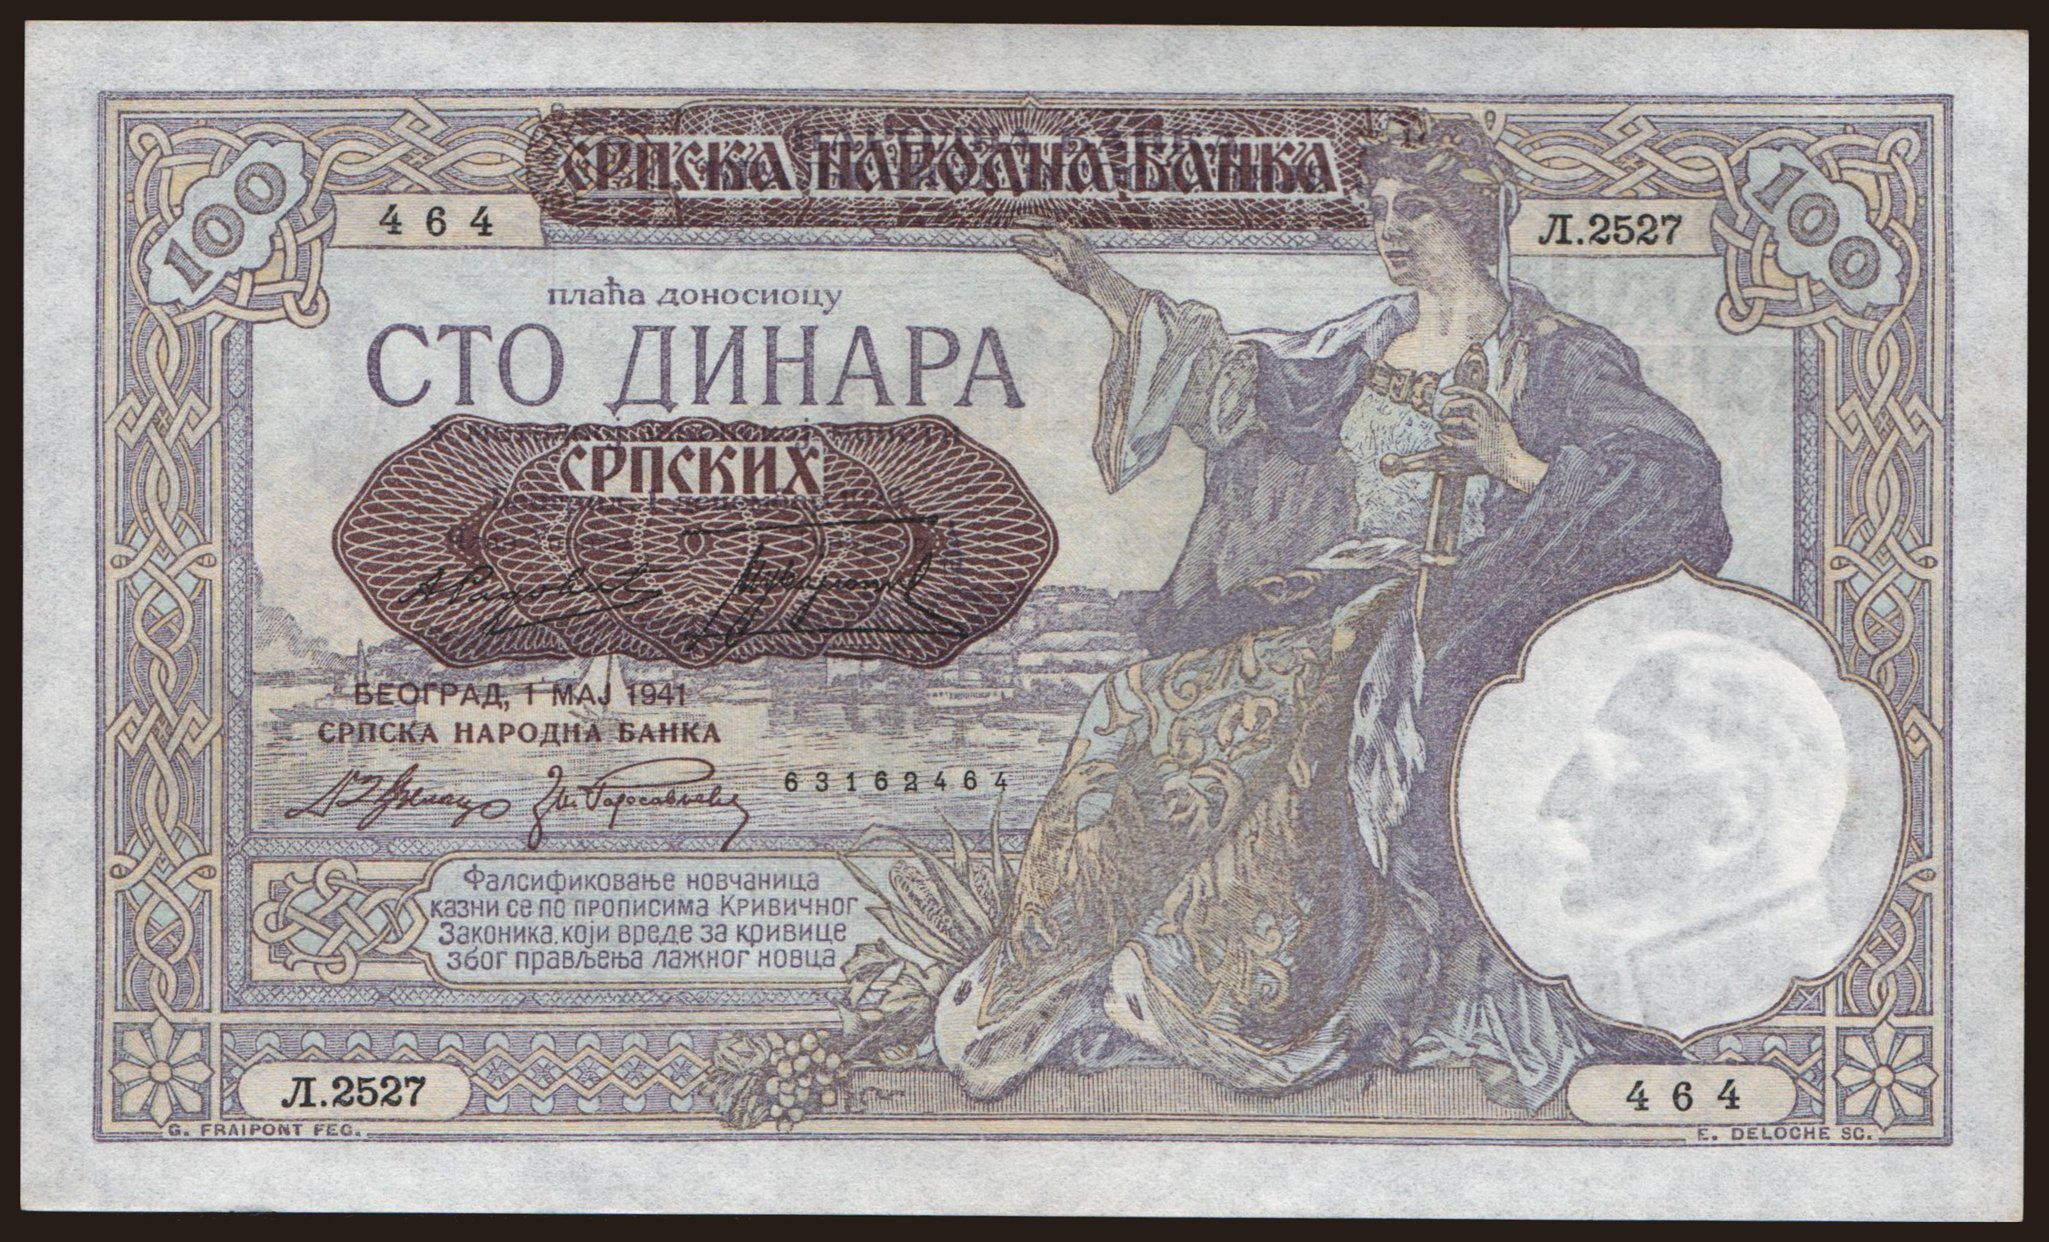 СРПСКА НАРОДНА БАНКА
100
464
Л.2527
100
плаћа доносиоцу
СТО ДИНАРА
СРПСКИХ
БЕОГРАД, 1 МАЈ 1941
СРПСКА НАРОДНА БАНКА
63162464
Фалсификовање новчаница
казни се по прописима Кривичног
Законика, који вреде за кривице
због прављења лажног новца
Л.2527
464
G. FRAIPONT FEC.
E. DELOCHE SC.